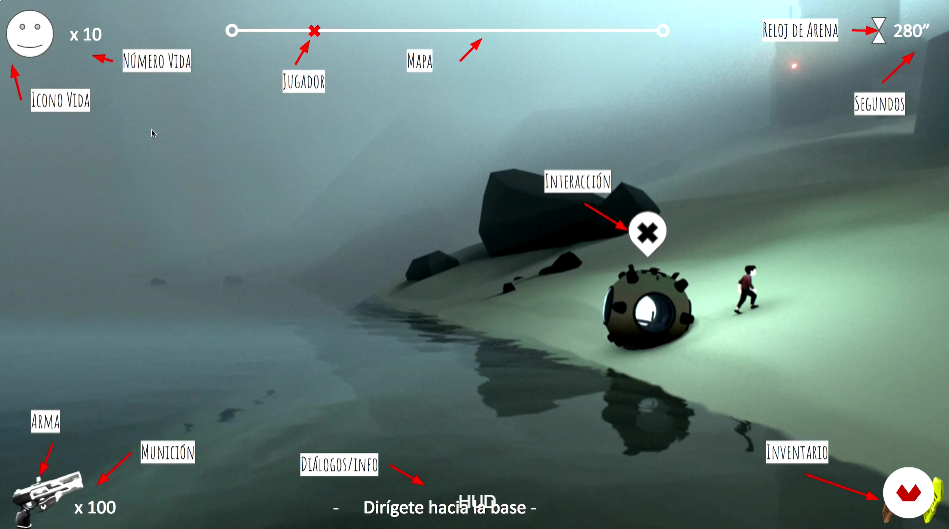 x 10
NÚMERO VIDA
ICONO VIDA
JUGADOR
MAPA
RELOJ DE ARENA
280”
SEGUNDOS
INTERACCIÓN
ARMA
MUNICIÓN
x 100
DIÁLOGOS/INFO
HUD
- Dirígete hacia la base -
INVENTARIO